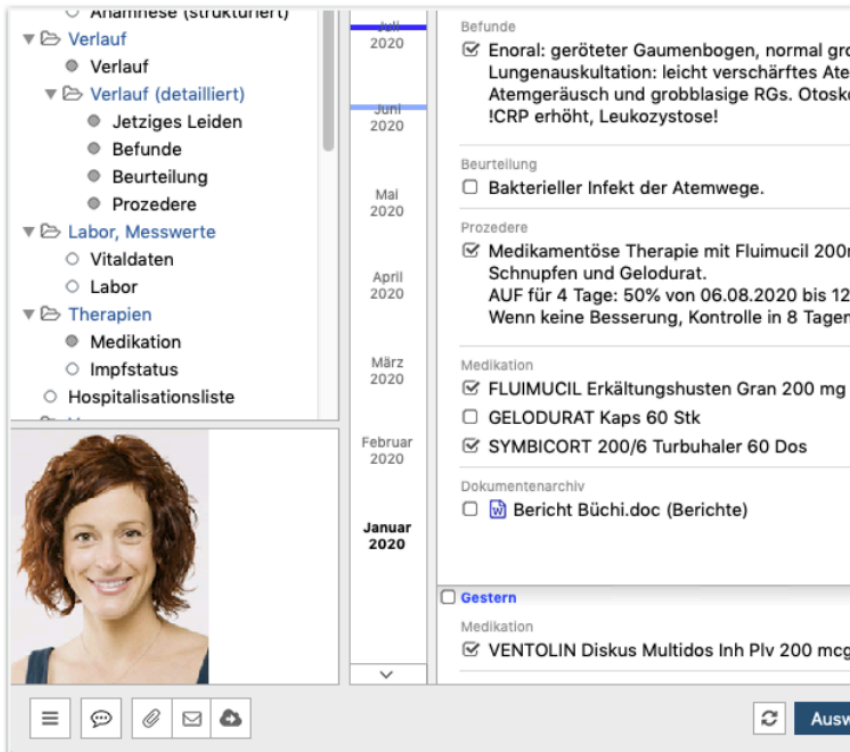 Anamnese (strukturiert)
Verlauf
Verlauf
Verlauf (detailliert)
Jetziges Leiden
Befunde
Beurteilung
Prozedere
Labor, Messwerte
Vitaldaten
Labor
Therapien
Medikation
Impfstatus
Hospitalisationsliste
Juli
2020
Juni
2020
Mai
2020
April
2020
März
2020
Februar
2020
Januar
2020
Befunde
Enoral: geröteter Gaumenbogen, normal gro
Lungenauskultation: leicht verschärftes Ate
Atemgeräusch und grobblasige RGs. Otosk
!CRP erhöht, Leukozystose!
Beurteilung
Bakterieller Infekt der Atemwege.
Prozedere
Medikamentöse Therapie mit Fluimucil 200
Schnupfen und Gelodurat.
AUF für 4 Tage: 50% von 06.08.2020 bis 12
Wenn keine Besserung, Kontrolle in 8 Tagen
Medikation
FLUIMUCIL Erkältungshusten Gran 200 mg
GELODURAT Kaps 60 Stk
SYMBICORT 200/6 Turbuhaler 60 Dos
Dokumentenarchiv
Bericht Büchi.doc (Berichte)
Gestern
Medikation
VENTOLIN Diskus Multidos Inh Plv 200 mcg
Ausw